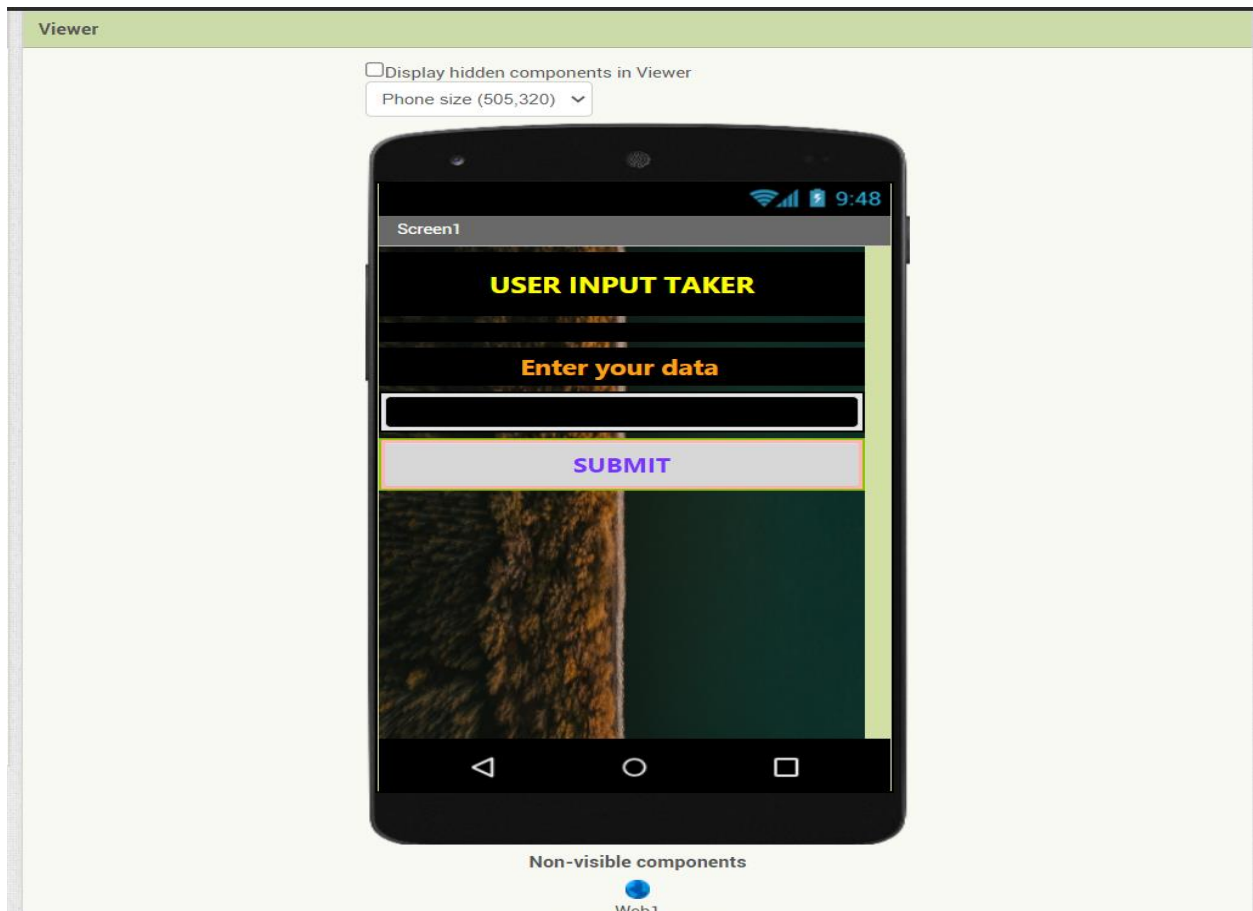 Viewer
Display hidden components in Viewer
Phone size (505,320)
9:48
Screen1
USER INPUT TAKER
Enter your data
SUBMIT
Non-visible components
Web1